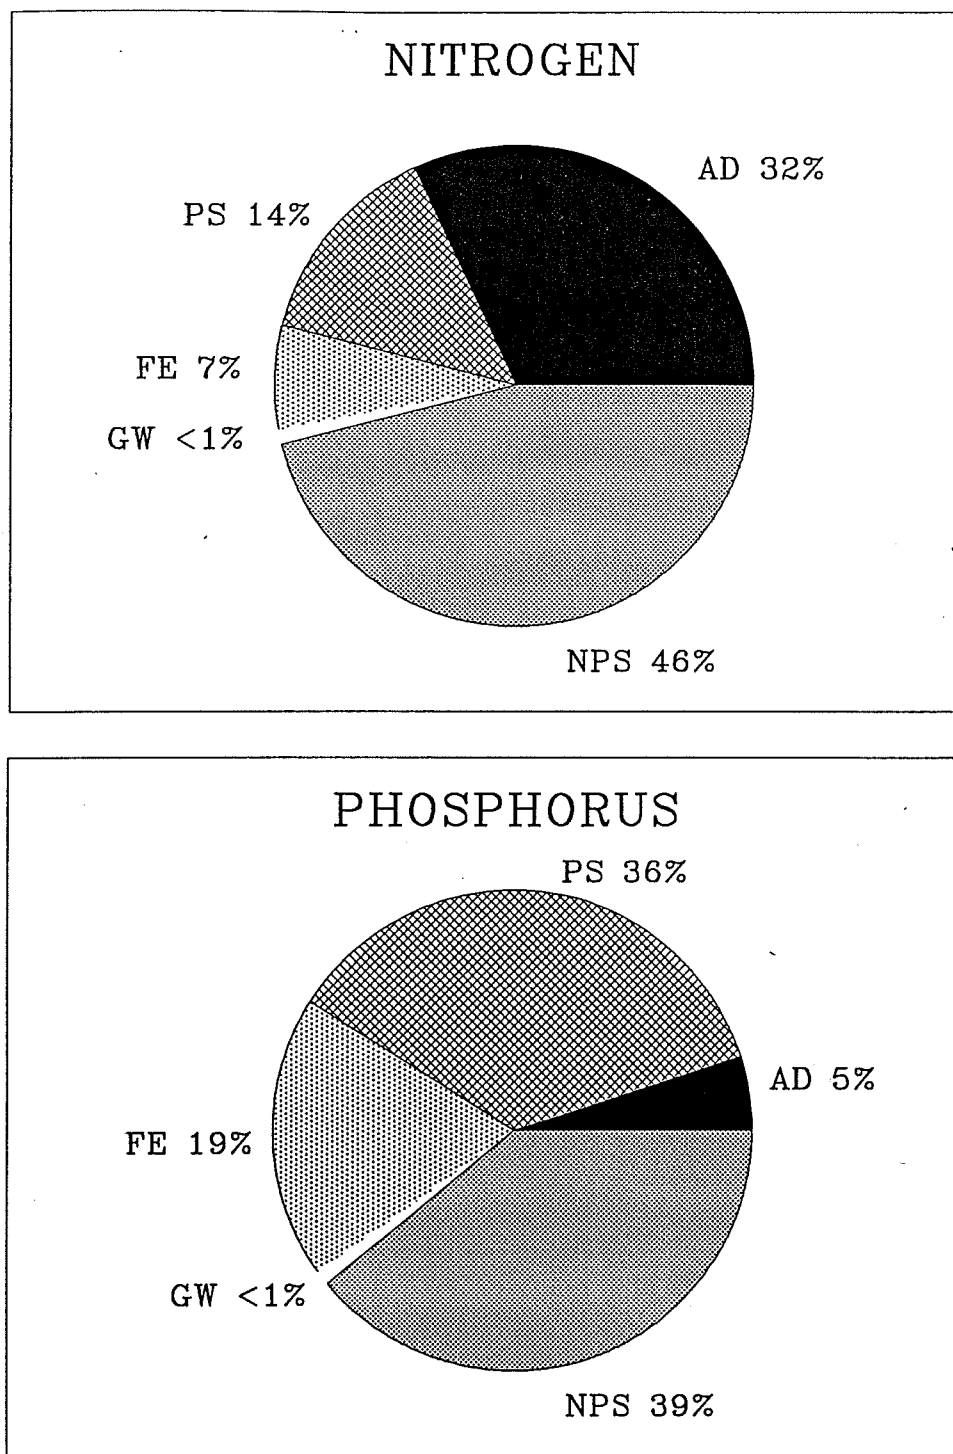 NITROGEN
AD 32%
PS 14%
FE 7%
GW <1%
NPS 46%
PHOSPHORUS
PS 36%
AD 5%
FE 19%
GW <1%
NPS 39%